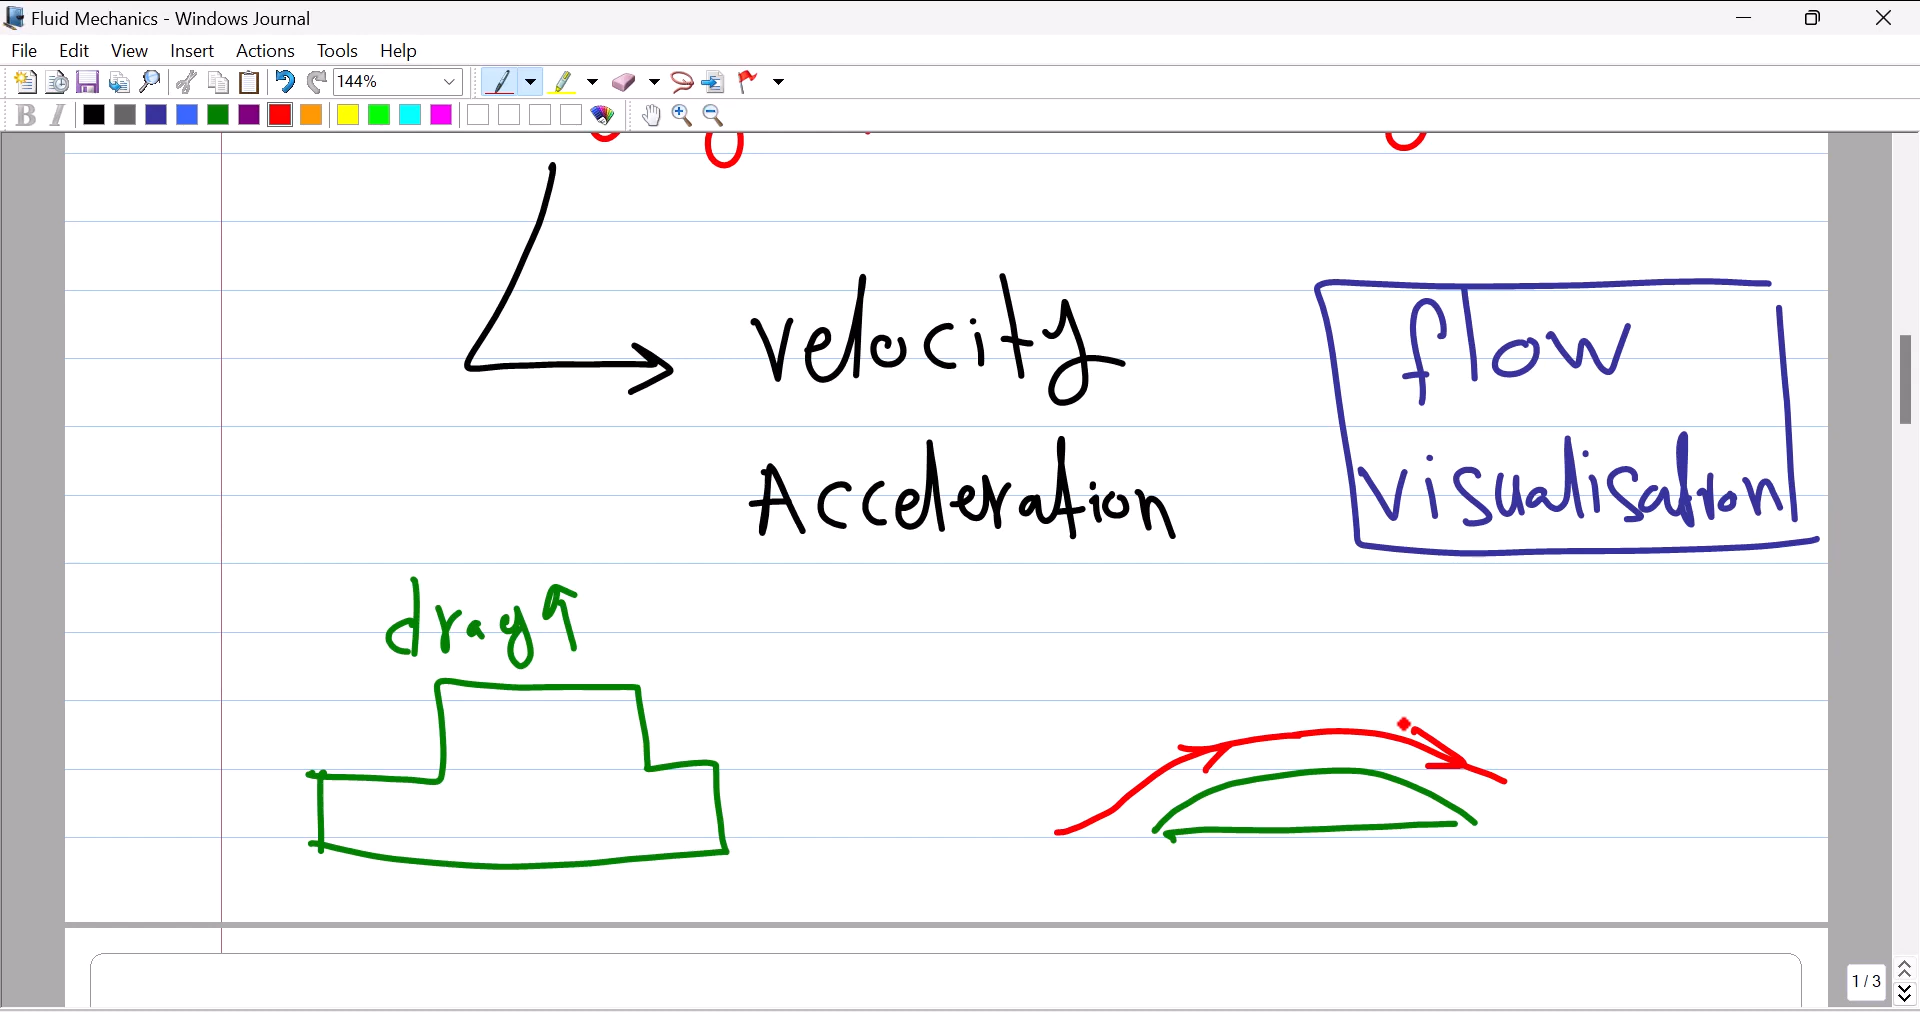 Fluid Mechanics - Windows Journal
File Edit View Insert Actions Tools Help
144%
B I
velocity
Acceleration
flow
visualisation
drag↑
1 / 3